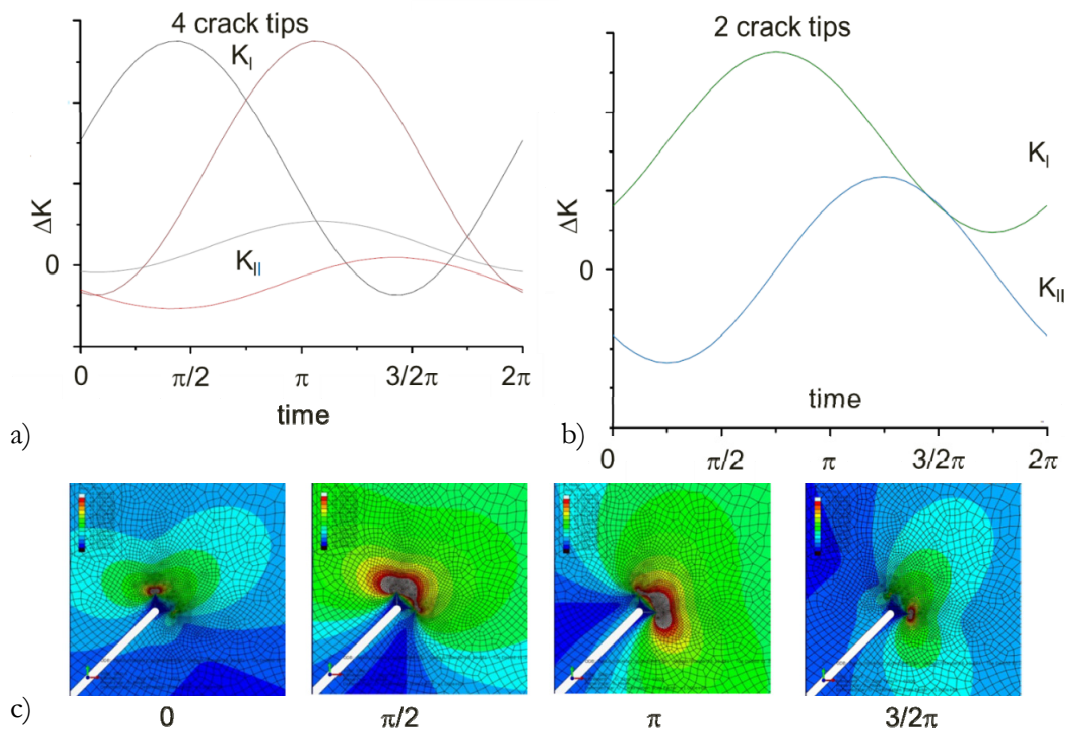 4 crack tips
K_I
K_II
ΔK
0
0 π/2 π 3/2π 2π
time
a)
2 crack tips
K_I
K_II
ΔK
0
time
0 π/2 π 3/2π 2π
b)
c)
0 π/2 π 3/2π